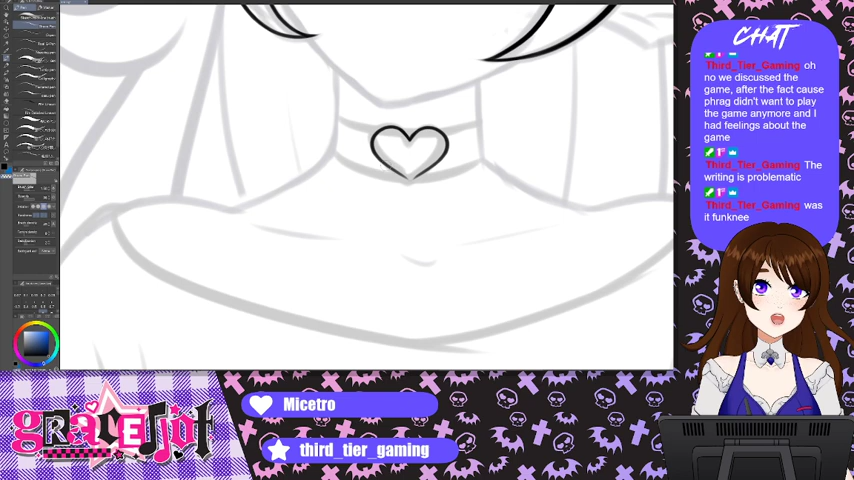 CHAT
Third_Tier_Gaming oh
no we discussed the
game, after the fact cause
phrag didn't want to play
the game anymore and I
had feelings about the
game
Third_Tier_Gaming The
writing is problematic
Third_Tier_Gaming was
it funknee
Micetro
third_tier_gaming
gRaCEJot